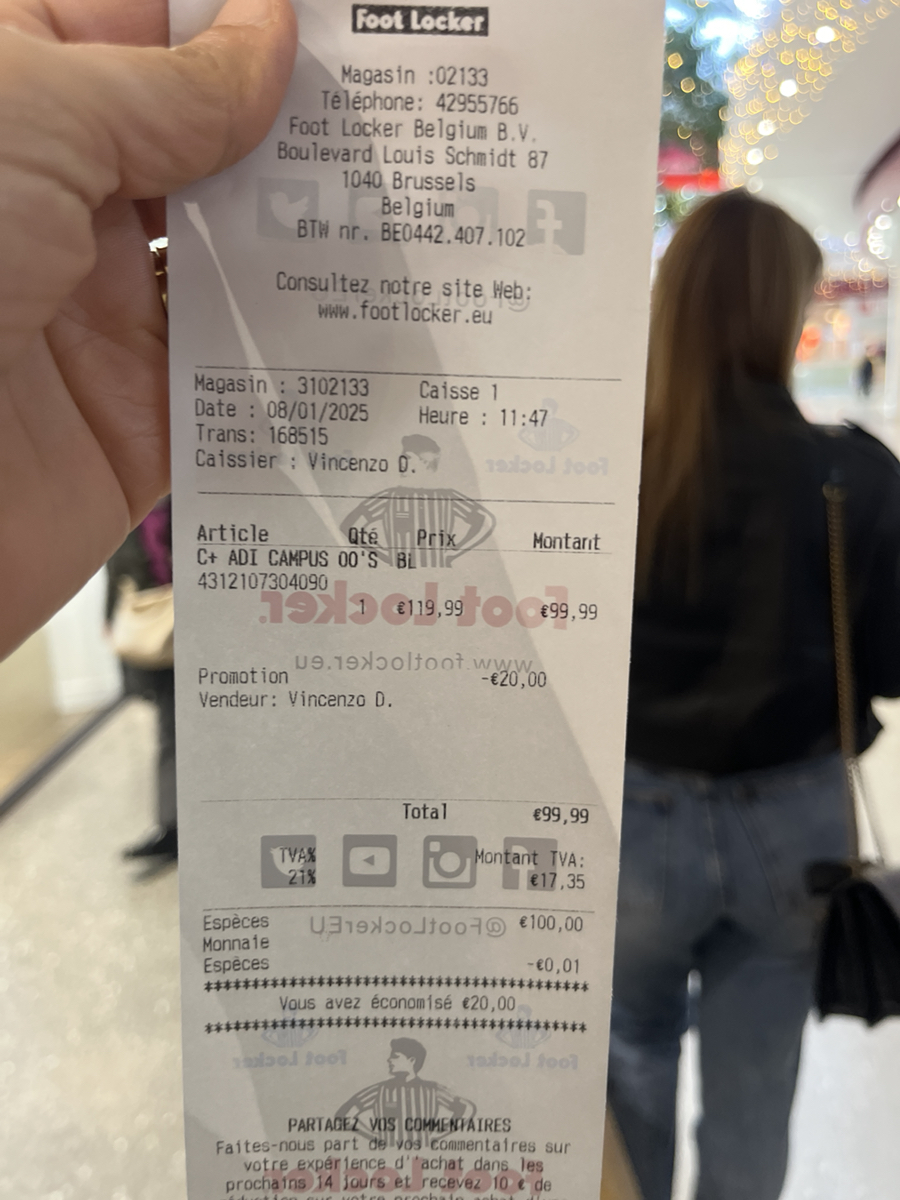 Foot Locker
Magasin :02133
Téléphone: 42955766
Foot Locker Belgium B.V.
Boulevard Louis Schmidt 87
1040 Brussels
Belgium
BTW nr. BE0442.407.102
Consultez notre site Web:
www.footlocker.eu
Magasin : 3102133 Caisse 1
Date : 08/01/2025 Heure : 11:47
Trans: 168515
Caissier : Vincenzo D.
Article Qté Prix Montant
C+ ADI CAMPUS 00'S BL
4312107304090
1 €119,99 €99,99
Promotion -€20,00
Vendeur: Vincenzo D.
Total €99,99
TVA% Montant TVA:
21% €17,35
Espèces €100,00
Monnaie
Espèces -€0,01
****************************************
Vous avez économisé €20,00
****************************************
PARTAGEZ VOS COMMENTAIRES
Faites-nous part de vos commentaires sur
votre expérience d'achat dans les
prochains 14 jours et recevez 10 € de